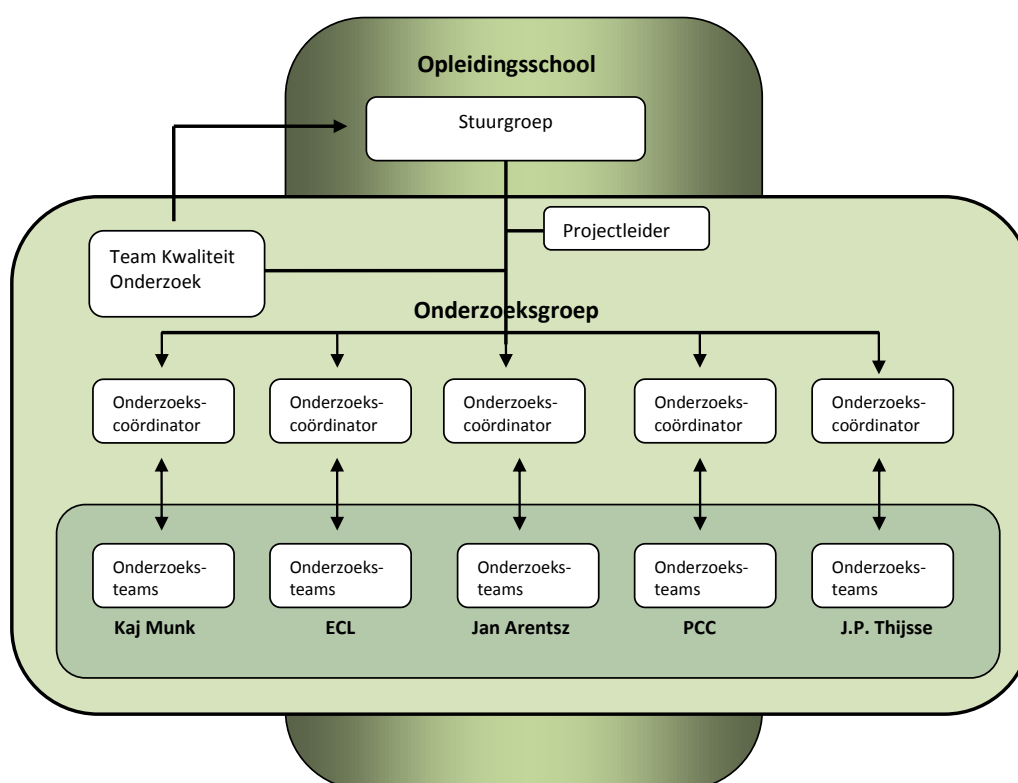 Opleidingsschool
Stuurgroep
Projectleider
Team Kwaliteit
Onderzoek
Onderzoeksgroep
Onderzoeks-
coördinator
Onderzoeks-
coördinator
Onderzoeks-
coördinator
Onderzoeks-
coördinator
Onderzoeks-
coördinator
Onderzoeks-
teams
Onderzoeks-
teams
Onderzoeks-
teams
Onderzoeks-
teams
Onderzoeks-
teams
Kaj Munk
ECL
Jan Arentsz
PCC
J.P. Thijsse